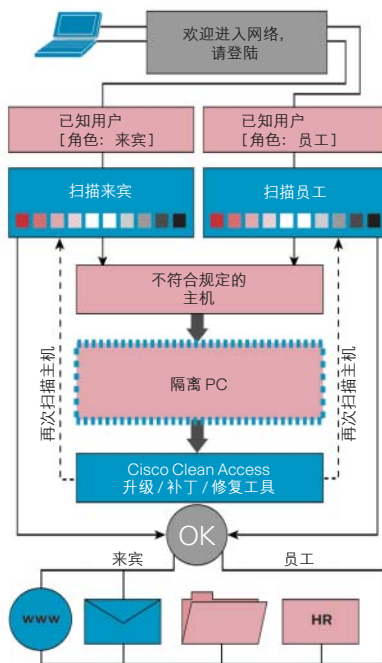 欢迎进入网络，
请登陆
已知用户
[角色：来宾]
已知用户
[角色：员工]
扫描来宾
扫描员工
不符合规定的
主机
隔离 PC
再次扫描主机
再次扫描主机
Cisco Clean Access
升级 / 补丁 / 修复工具
OK
来宾
员工
WWW
HR